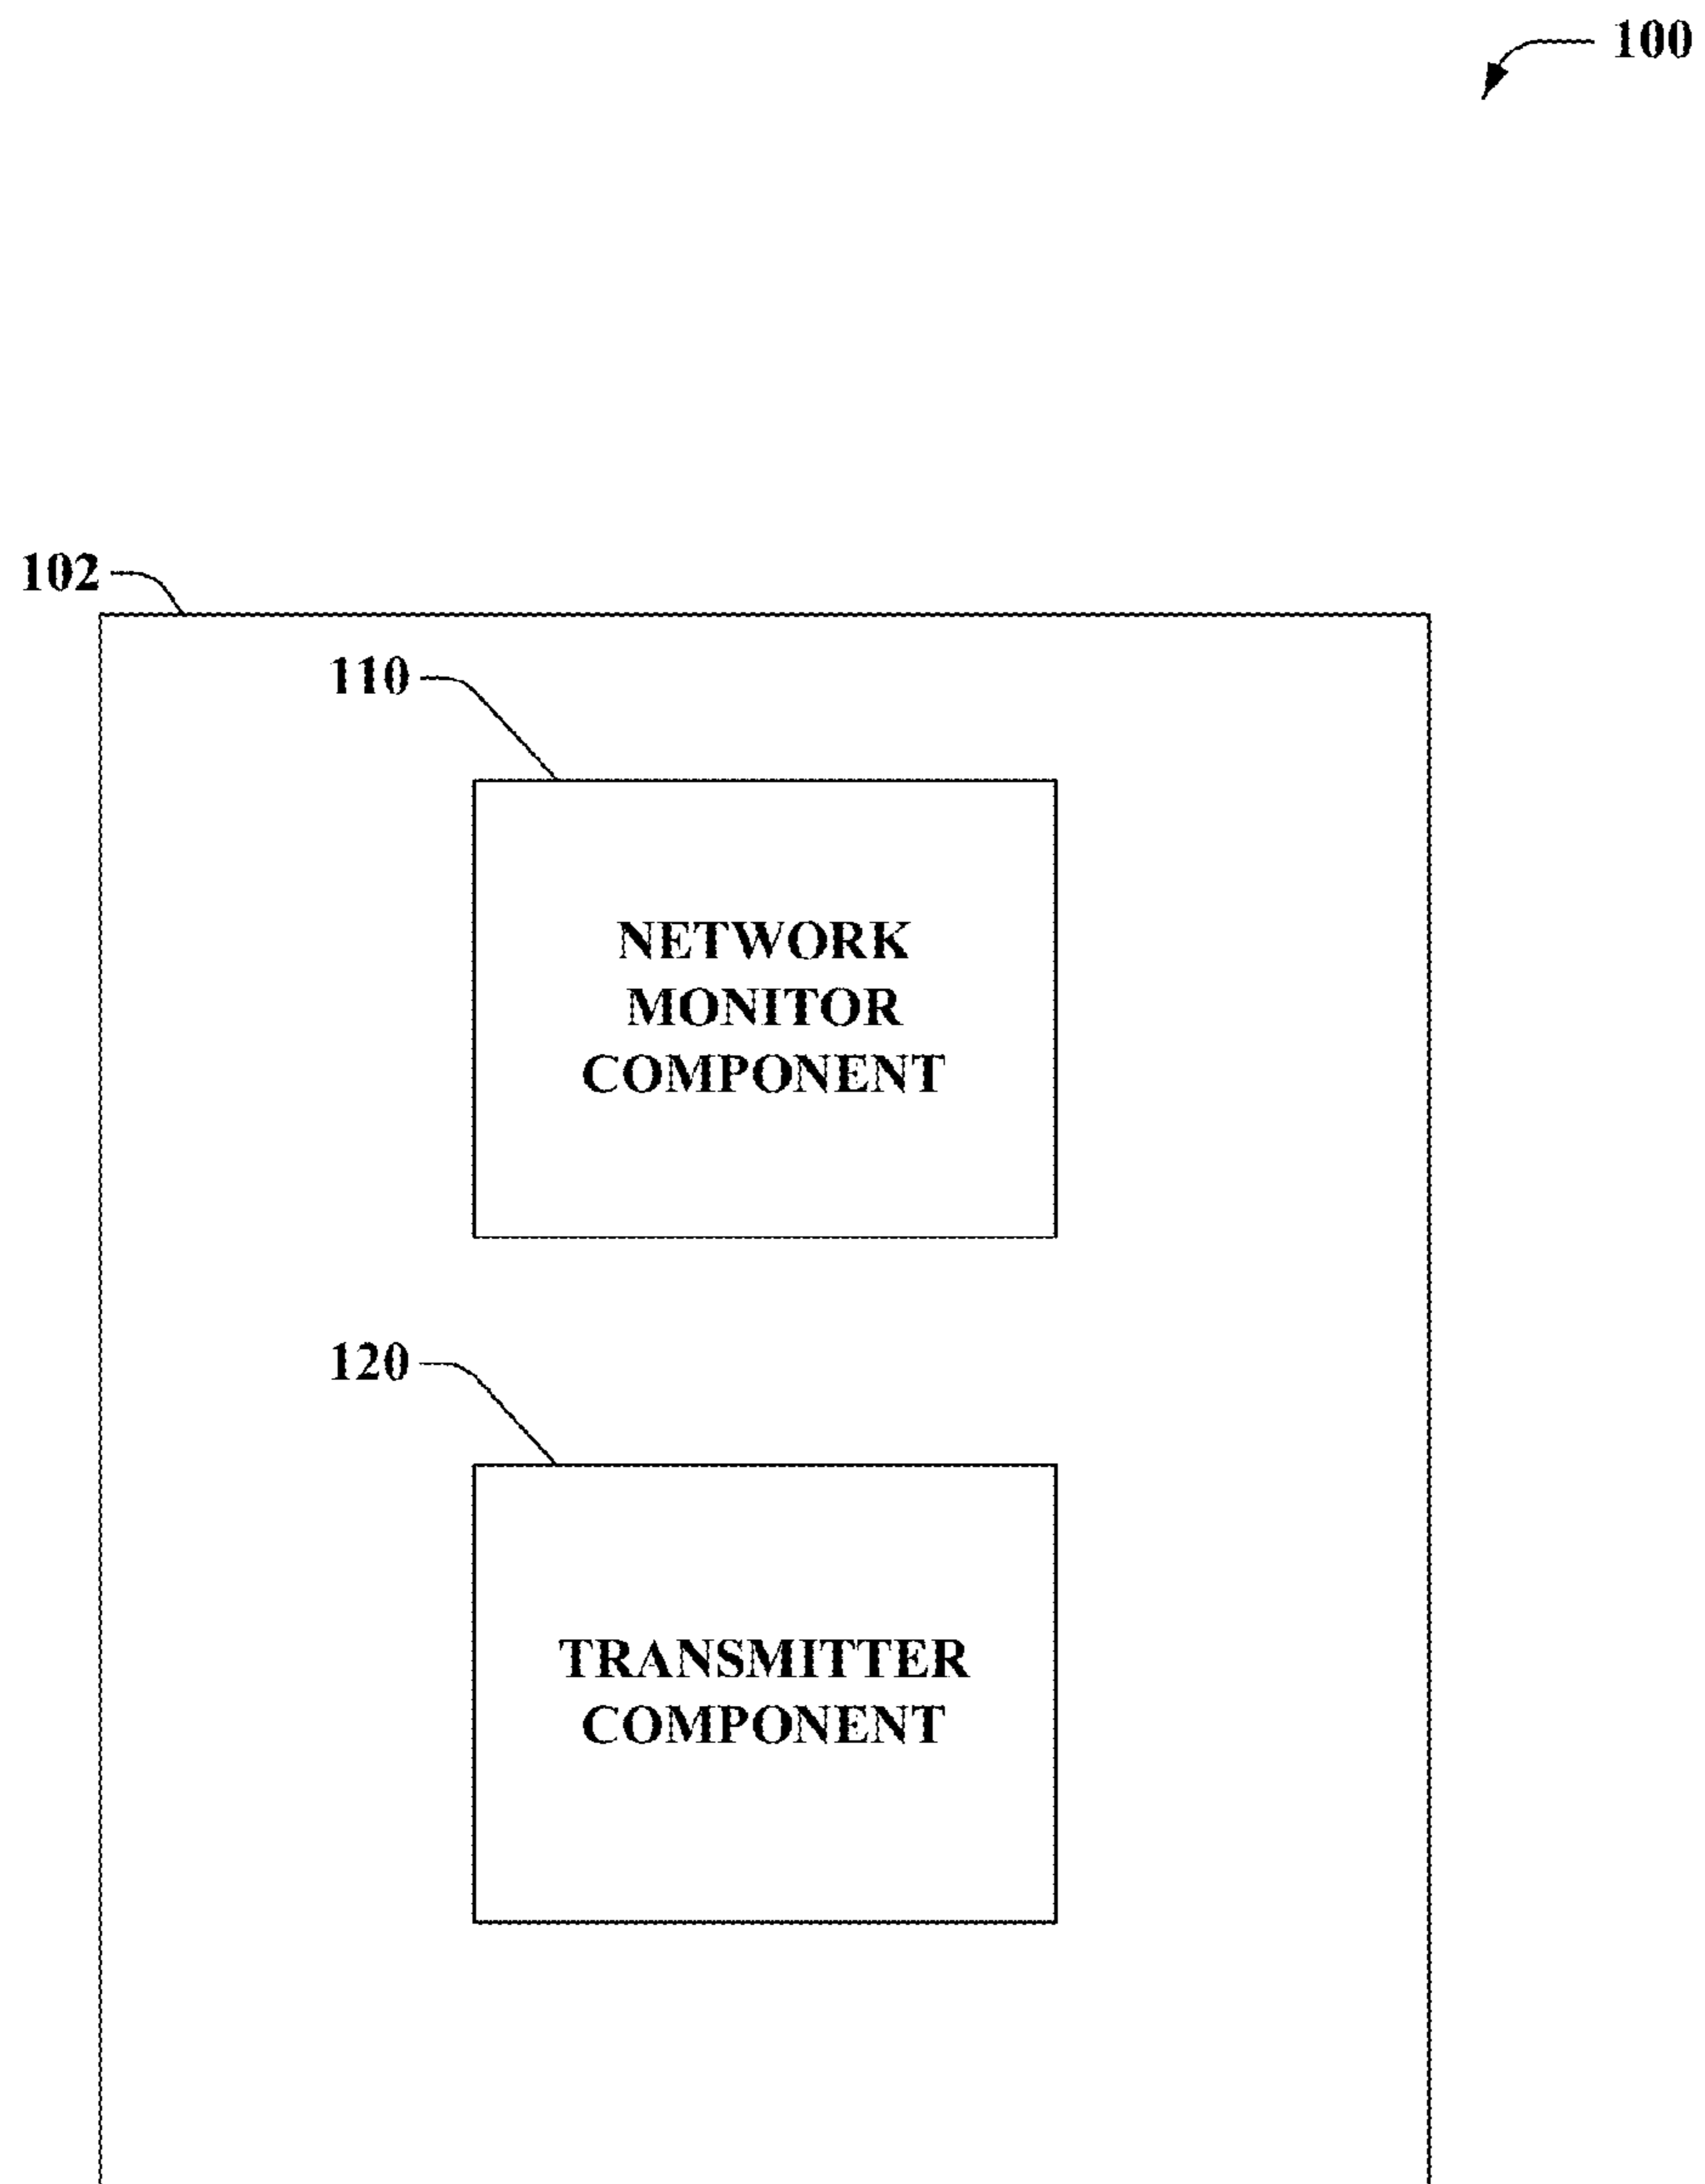 100
102
110
NETWORK
MONITOR
COMPONENT
120
TRANSMITTER
COMPONENT